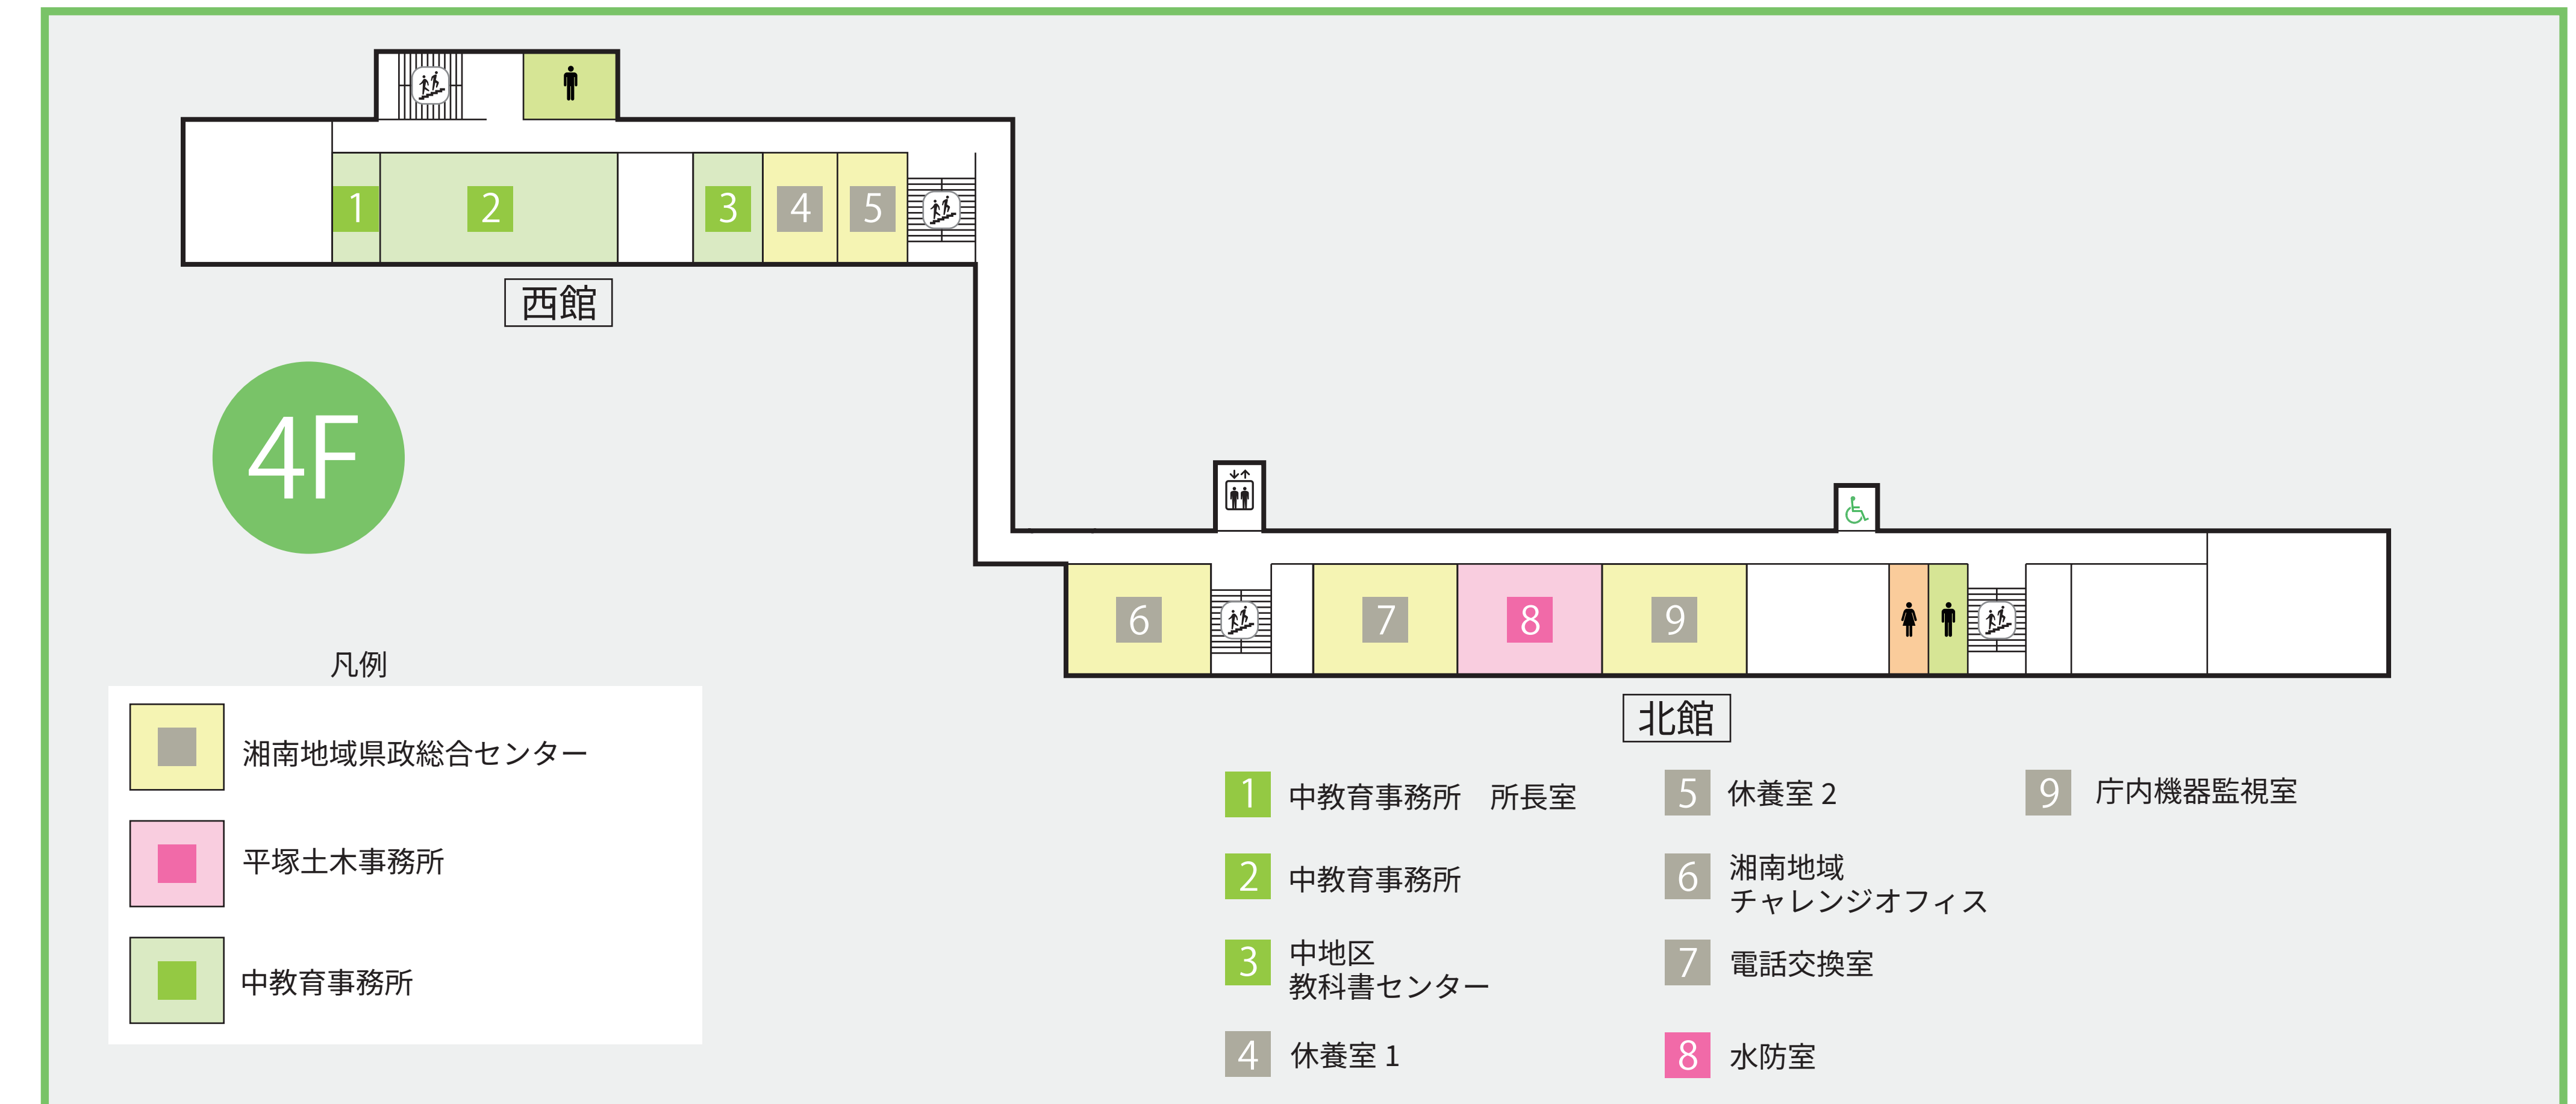 1
2
3
4
5
西館
4F
6
7
8
9
北館
凡例
湘南地域県政総合センター
平塚土木事務所
中教育事務所
1 中教育事務所　所長室
2 中教育事務所
3 中地区
教科書センター
4 休養室 1
5 休養室 2
6 湘南地域
チャレンジオフィス
7 電話交換室
8 水防室
9 庁内機器監視室